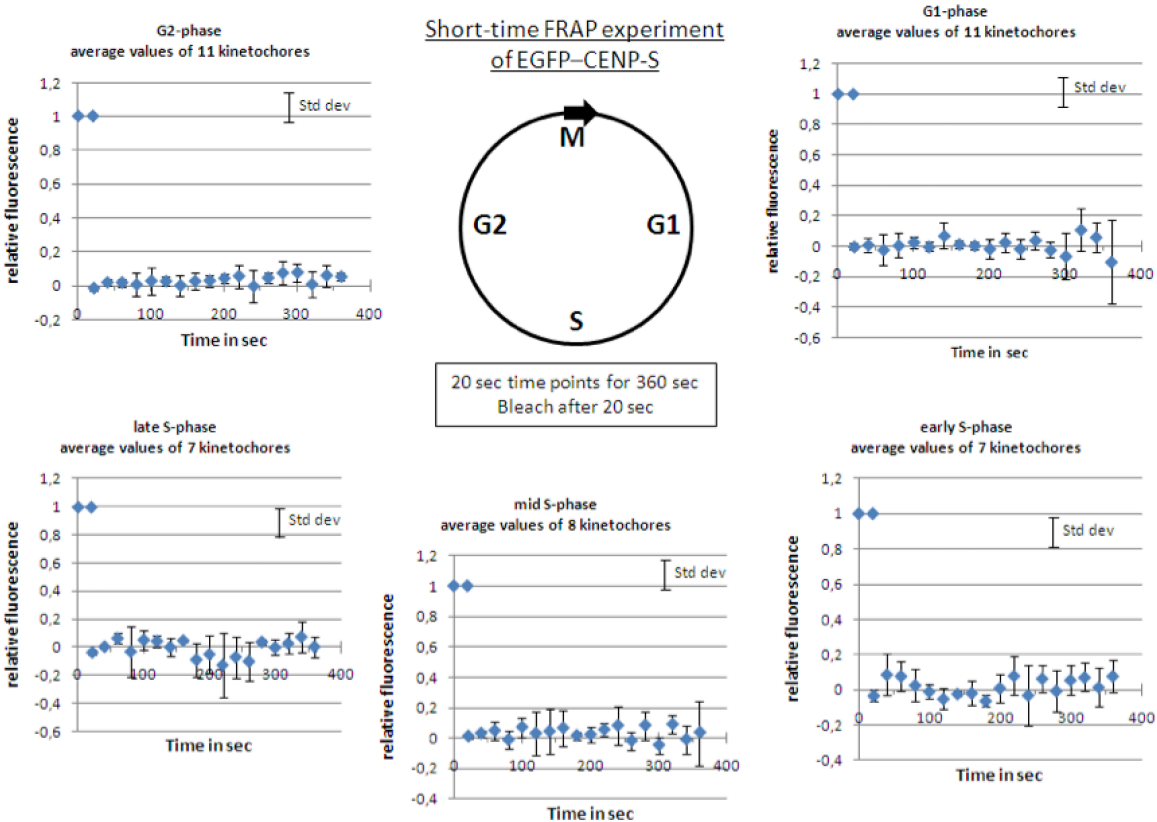 G2-phase
average values of 11 kinetochores
1,2
1
0,8
0,6
0,4
0,2
0
-0,2
0
100
200
300
400
Std dev
relative fluorescence
Time in sec
Short-time FRAP experiment
of EGFP–CENP-S
M
G2
G1
S
20 sec time points for 360 sec
Bleach after 20 sec
G1-phase
average values of 11 kinetochores
1,2
1
0,8
0,6
0,4
0,2
0
-0,2
-0,4
-0,6
0
100
200
300
400
Std dev
relative fluorescence
Time in sec
late S-phase
average values of 7 kinetochores
1,2
1
0,8
0,6
0,4
0,2
0
-0,2
-0,4
-0,6
0
100
200
300
400
Std dev
relative fluorescence
Time in sec
mid S-phase
average values of 8 kinetochores
1,2
1
0,8
0,6
0,4
0,2
0
-0,2
-0,4
0
100
200
300
400
Std dev
relative fluorescence
Time in sec
early S-phase
average values of 7 kinetochores
1,2
1
0,8
0,6
0,4
0,2
0
-0,2
-0,4
0
100
200
300
400
Std dev
relative fluorescence
Time in sec